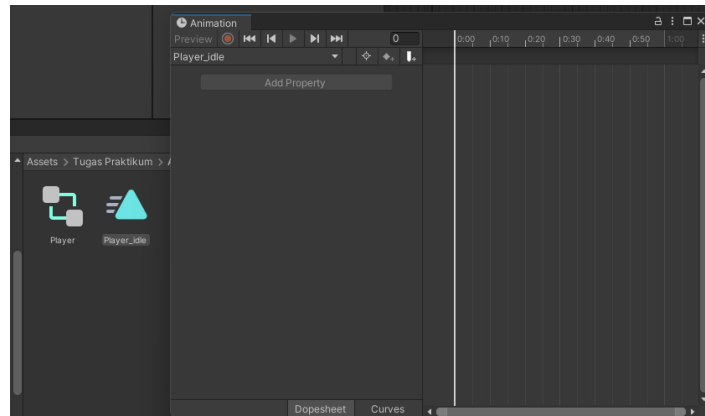 Animation
Preview 0 0:00 0:10 0:20 0:30 0:40 0:50 1:00
Player_idle
Add Property
Assets > Tugas Praktikum >
Player Player_idle
Dopesheet Curves